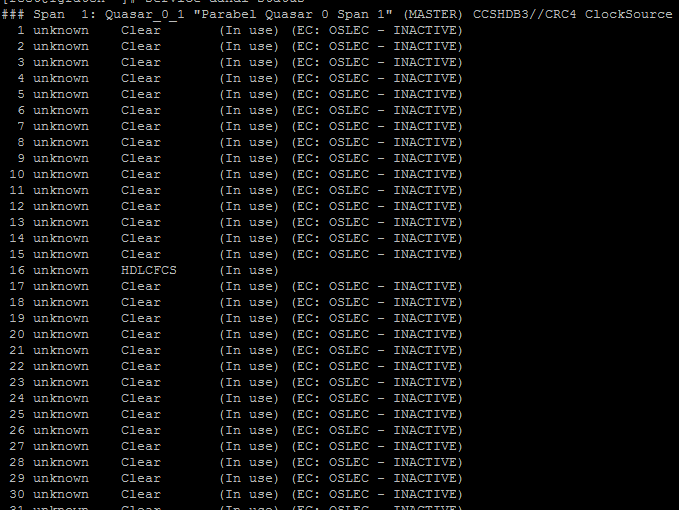 ### Span  1: Quasar_0_1 "Parabel Quasar 0 Span 1" (MASTER) CCSHDB3//CRC4 ClockSource
1 unknown    Clear       (In use) (EC: OSLEC - INACTIVE)
2 unknown    Clear       (In use) (EC: OSLEC - INACTIVE)
3 unknown    Clear       (In use) (EC: OSLEC - INACTIVE)
4 unknown    Clear       (In use) (EC: OSLEC - INACTIVE)
5 unknown    Clear       (In use) (EC: OSLEC - INACTIVE)
6 unknown    Clear       (In use) (EC: OSLEC - INACTIVE)
7 unknown    Clear       (In use) (EC: OSLEC - INACTIVE)
8 unknown    Clear       (In use) (EC: OSLEC - INACTIVE)
9 unknown    Clear       (In use) (EC: OSLEC - INACTIVE)
10 unknown    Clear       (In use) (EC: OSLEC - INACTIVE)
11 unknown    Clear       (In use) (EC: OSLEC - INACTIVE)
12 unknown    Clear       (In use) (EC: OSLEC - INACTIVE)
13 unknown    Clear       (In use) (EC: OSLEC - INACTIVE)
14 unknown    Clear       (In use) (EC: OSLEC - INACTIVE)
15 unknown    Clear       (In use) (EC: OSLEC - INACTIVE)
16 unknown    HDLCFCS     (In use)
17 unknown    Clear       (In use) (EC: OSLEC - INACTIVE)
18 unknown    Clear       (In use) (EC: OSLEC - INACTIVE)
19 unknown    Clear       (In use) (EC: OSLEC - INACTIVE)
20 unknown    Clear       (In use) (EC: OSLEC - INACTIVE)
21 unknown    Clear       (In use) (EC: OSLEC - INACTIVE)
22 unknown    Clear       (In use) (EC: OSLEC - INACTIVE)
23 unknown    Clear       (In use) (EC: OSLEC - INACTIVE)
24 unknown    Clear       (In use) (EC: OSLEC - INACTIVE)
25 unknown    Clear       (In use) (EC: OSLEC - INACTIVE)
26 unknown    Clear       (In use) (EC: OSLEC - INACTIVE)
27 unknown    Clear       (In use) (EC: OSLEC - INACTIVE)
28 unknown    Clear       (In use) (EC: OSLEC - INACTIVE)
29 unknown    Clear       (In use) (EC: OSLEC - INACTIVE)
30 unknown    Clear       (In use) (EC: OSLEC - INACTIVE)
31 unknown    Clear       (In use) (EC: OSLEC - INACTIVE)